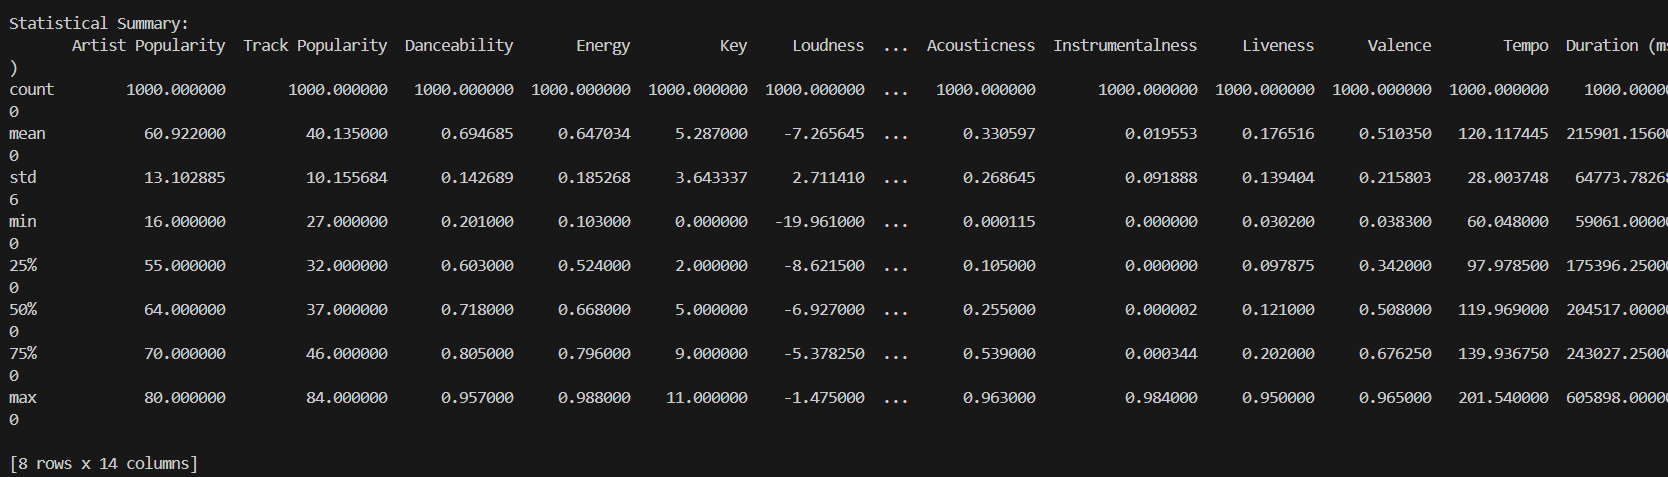 Statistical Summary:
Artist Popularity Track Popularity Danceability Energy Key Loudness ... Acousticness Instrumentalness Liveness Valence Tempo Duration (ms
)
count 1000.000000 1000.000000 1000.000000 1000.000000 1000.000000 1000.000000 ... 1000.000000 1000.000000 1000.000000 1000.000000 1000.000000 1000.00000
0
mean 60.922000 40.135000 0.694685 0.647034 5.287000 -7.265645 ... 0.330597 0.019553 0.176516 0.510350 120.117445 215901.15600
0
std 13.102885 10.155684 0.142689 0.185268 3.643337 2.711410 ... 0.268645 0.091888 0.139404 0.215803 28.003748 64773.78268
6
min 16.000000 27.000000 0.201000 0.103000 0.000000 -19.961000 ... 0.000115 0.000000 0.030200 0.038300 60.048000 59061.00000
0
25% 55.000000 32.000000 0.603000 0.524000 2.000000 -8.621500 ... 0.105000 0.000000 0.097875 0.342000 97.978500 175396.25000
0
50% 64.000000 37.000000 0.718000 0.668000 5.000000 -6.927000 ... 0.255000 0.000002 0.121000 0.508000 119.969000 204517.00000
0
75% 70.000000 46.000000 0.805000 0.796000 9.000000 -5.378250 ... 0.539000 0.000344 0.202000 0.676250 139.936750 243027.25000
0
max 80.000000 84.000000 0.957000 0.988000 11.000000 -1.475000 ... 0.963000 0.984000 0.950000 0.965000 201.540000 605898.00000
0
[8 rows x 14 columns]